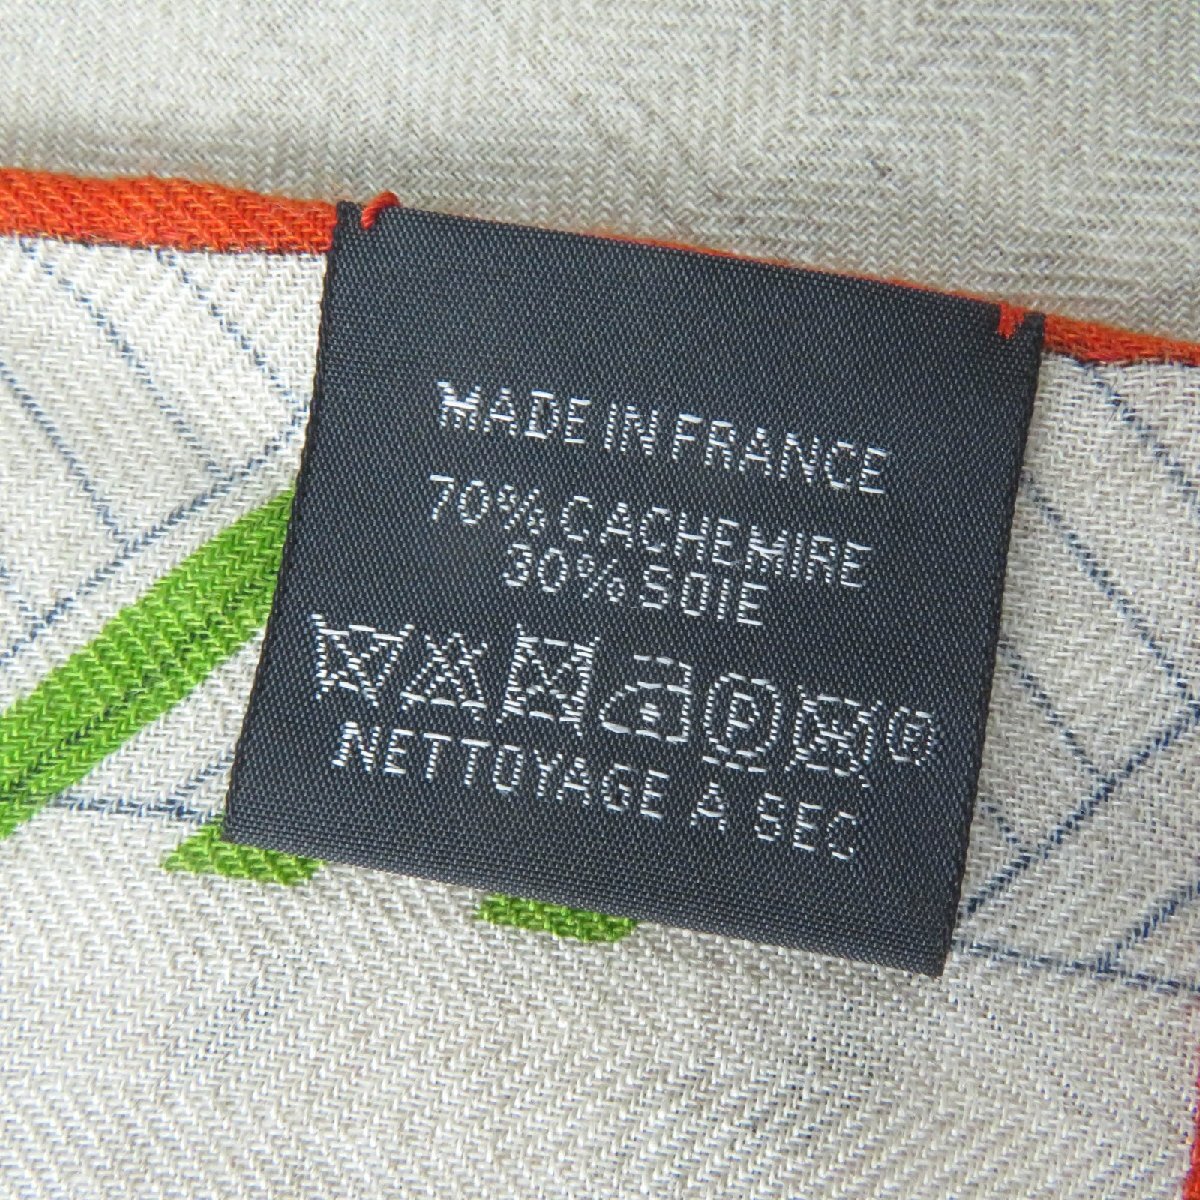 MADE IN FRANCE
70% CACHEMIRE
30% SOIE
P P
NETTOYAGE A SEC